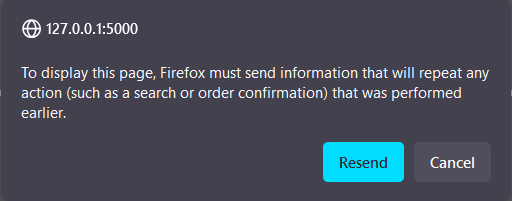 127.0.0.1:5000
To display this page, Firefox must send information that will repeat any
action (such as a search or order confirmation) that was performed
earlier.
Resend Cancel